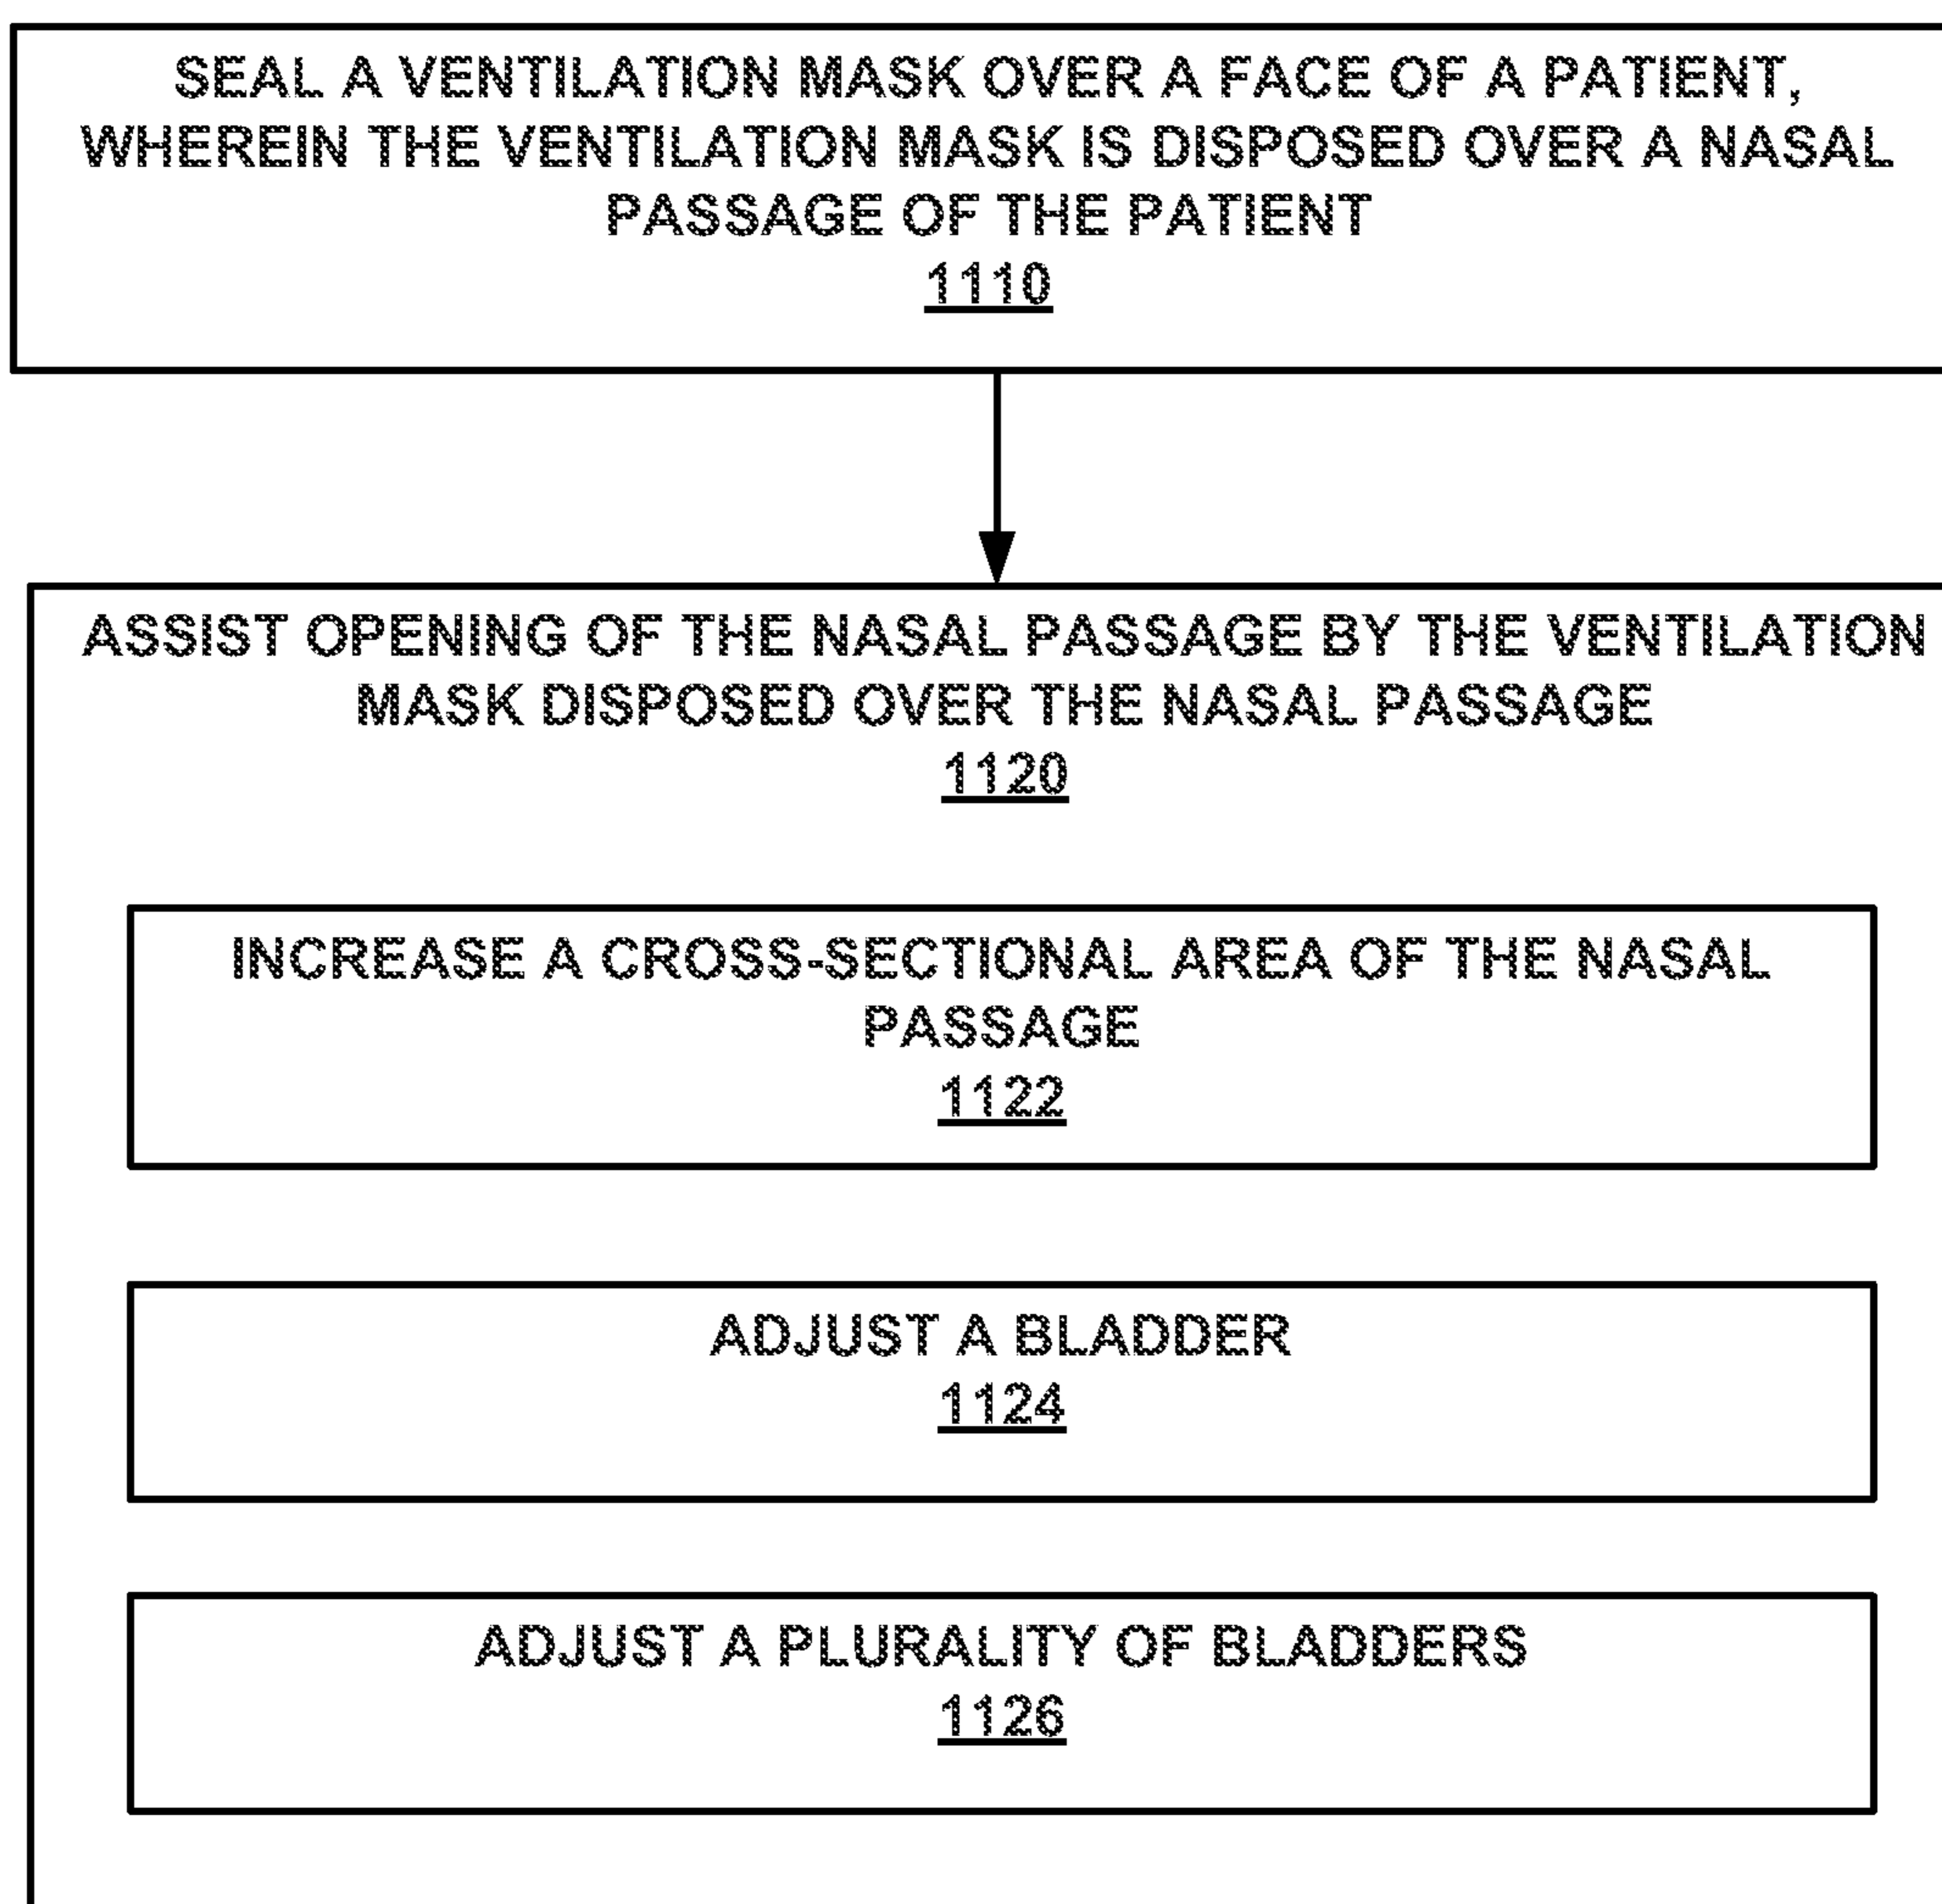 SEAL A VENTILATION MASK OVER A FACE OF A PATIENT,
WHEREIN THE VENTILATION MASK IS DISPOSED OVER A NASAL
PASSAGE OF THE PATIENT
1110
ASSIST OPENING OF THE NASAL PASSAGE BY THE VENTILATION
MASK DISPOSED OVER THE NASAL PASSAGE
1120
INCREASE A CROSS-SECTIONAL AREA OF THE NASAL
PASSAGE
1122
ADJUST A BLADDER
1124
ADJUST A PLURALITY OF BLADDERS
1126